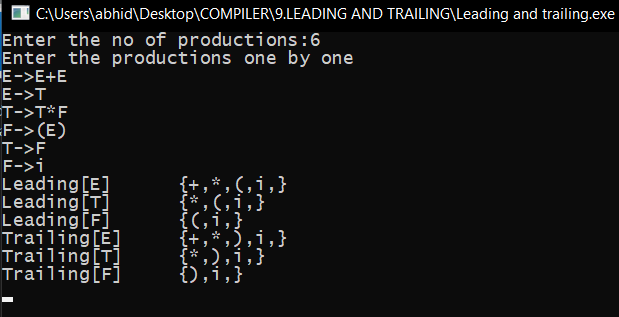 C:\Users\abhid\Desktop\COMPILER\9.LEADING AND TRAILING\Leading and trailing.exe
Enter the no of productions:6
Enter the productions one by one
E->E+E
E->T
T->T*F
F->(E)
T->F
F->i
Leading[E]      {+,*,(,i,}
Leading[T]      {*,(,i,}
Leading[F]      {(,i,}
Trailing[E]     {+,*,),i,}
Trailing[T]     {*,),i,}
Trailing[F]     {),i,}